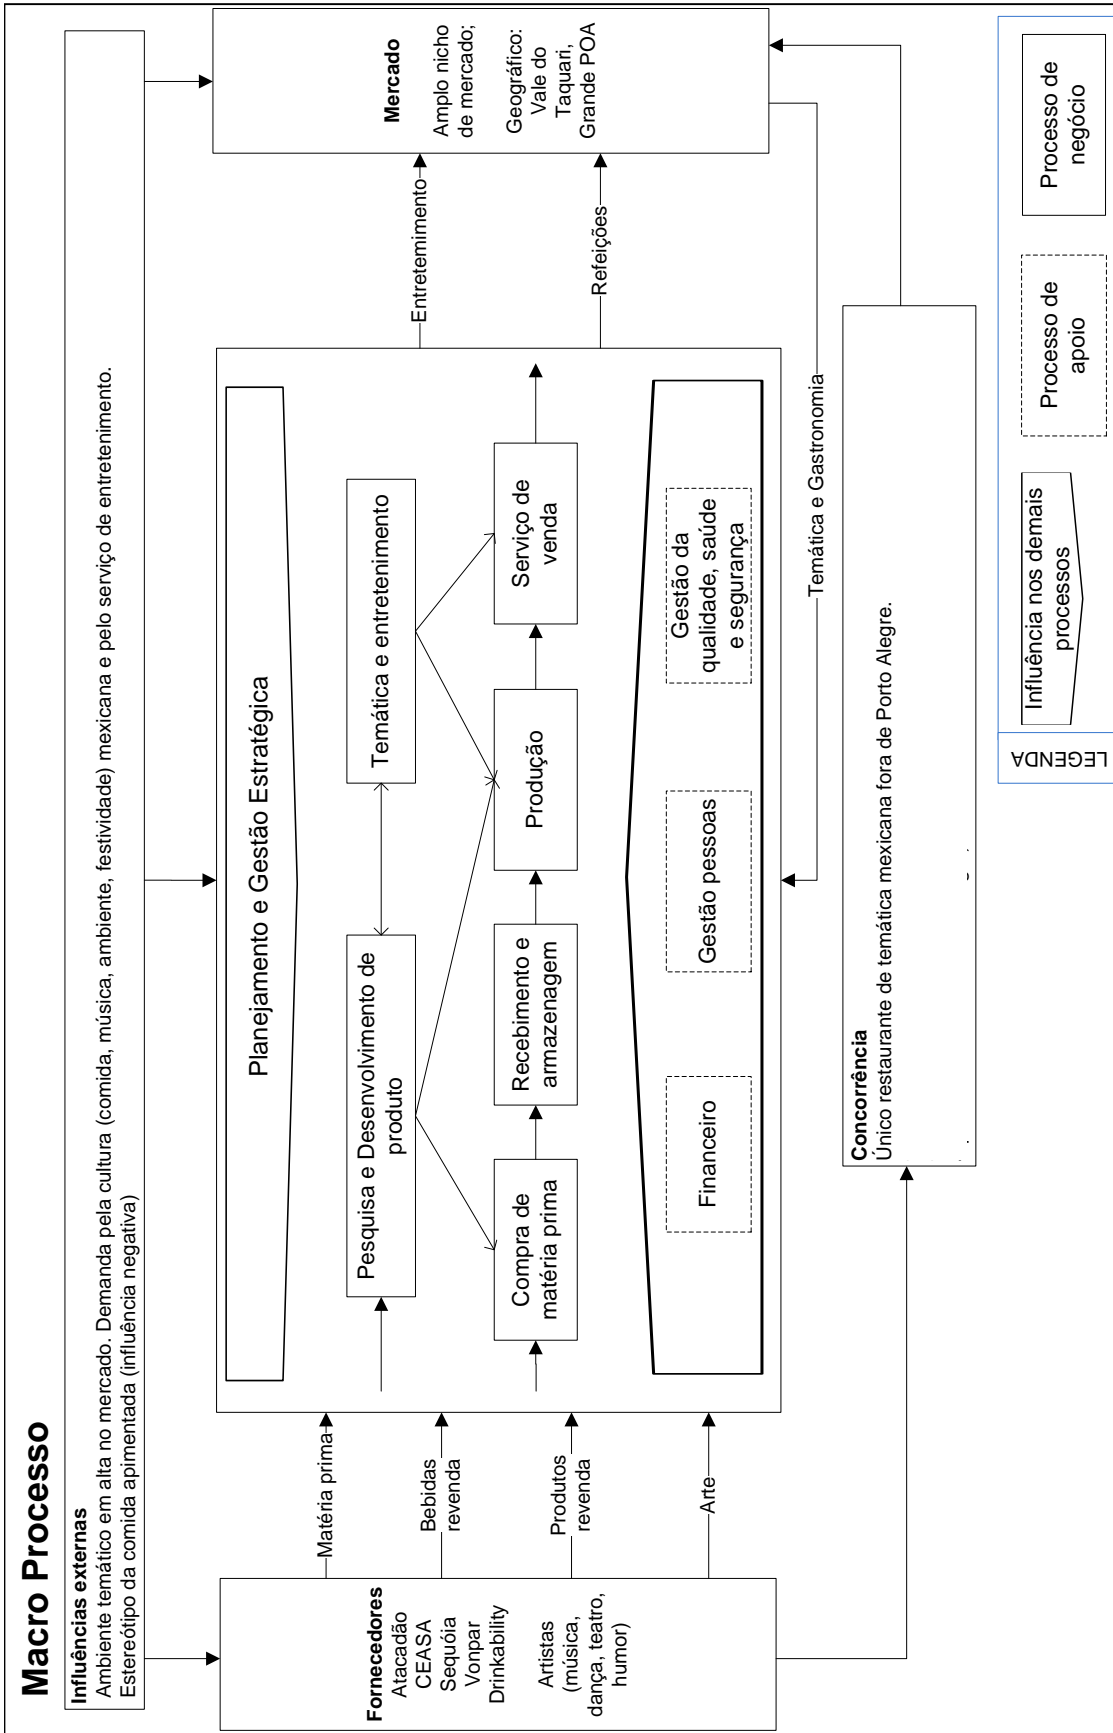 Macro Processo
Influências externas
Ambiente temático em alta no mercado. Demanda pela cultura (comida, música, ambiente, festividade) mexicana e pelo serviço de entretenimento.
Estereótipo da comida apimentada (influência negativa)
Fornecedores
Atacadão
CEASA
Sequóia
Vonpar
Drinkability
Artistas
(música,
dança, teatro,
humor)
Matéria prima
Bebidas
revenda
Produtos
revenda
Arte
Planejamento e Gestão Estratégica
Pesquisa e Desenvolvimento de
produto
Temática e entretenimento
Compra de
matéria prima
Recebimento e
armazenagem
Produção
Serviço de
venda
Financeiro
Gestão pessoas
Gestão da
qualidade, saúde
e segurança
Entretemimento
Refeições
Mercado
Amplo nicho
de mercado;
Geográfico:
Vale do
Taquari,
Grande POA
Temática e Gastronomia
Concorrência
Único restaurante de temática mexicana fora de Porto Alegre.
LEGENDA
Influência nos demais
processos
Processo de
apoio
Processo de
negócio